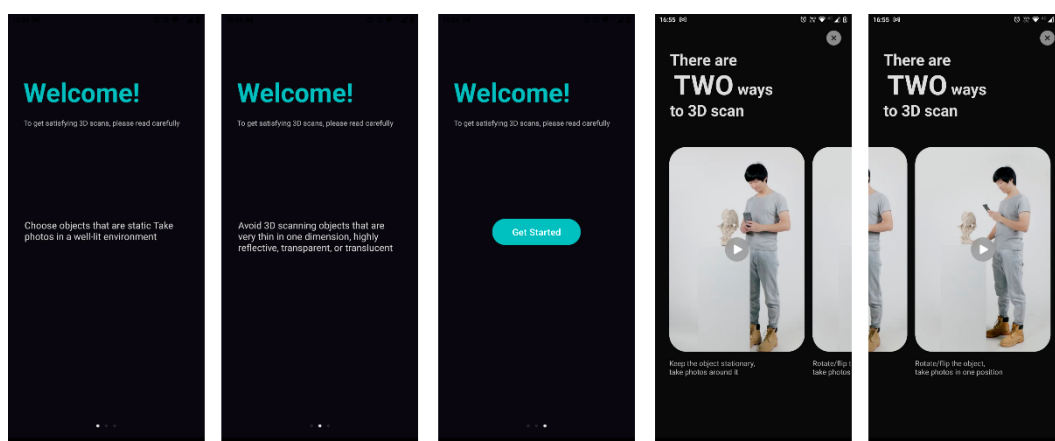 Welcome!
To get satisfying 3D scans, please read carefully
Choose objects that are static Take
photos in a well-lit environment
Welcome!
To get satisfying 3D scans, please read carefully
Avoid 3D scanning objects that are
very thin in one dimension, highly
reflective, transparent, or translucent
Welcome!
To get satisfying 3D scans, please read carefully
Get Started
16:55
There are
TWO ways
to 3D scan
Keep the object stationary,
take photos around it
Rotate/flip t
take photos
16:55
There are
TWO ways
to 3D scan
Rotate/flip the object,
take photos in one position